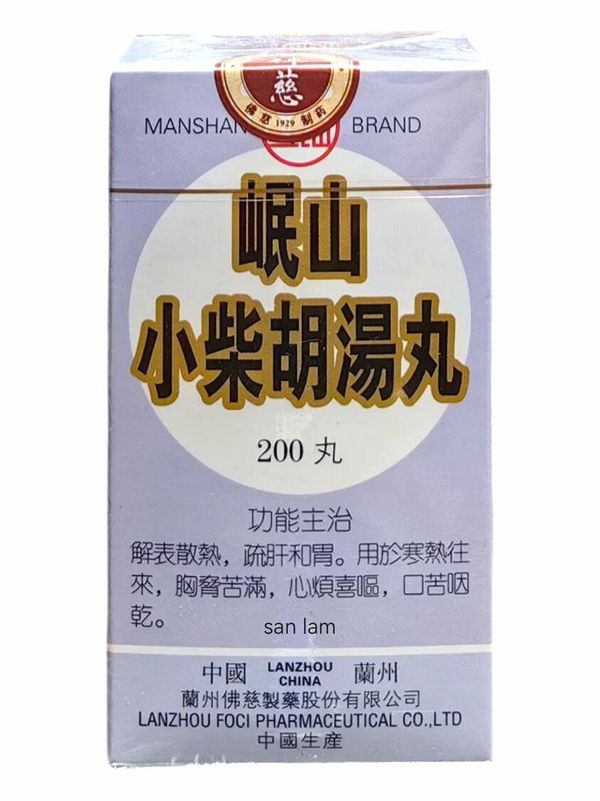 慈
佛慈 1929 制药
MANSHAN BRAND
岷山
小柴胡湯丸
200 丸
功能主治
解表散熱，疏肝和胃。用於寒熱往
來，胸脅苦滿，心煩喜嘔，口苦咽
乾。
san lam
中國 LANZHOU CHINA 蘭州
蘭州佛慈製藥股份有限公司
LANZHOU FOCI PHARMACEUTICAL CO.,LTD
中國生產